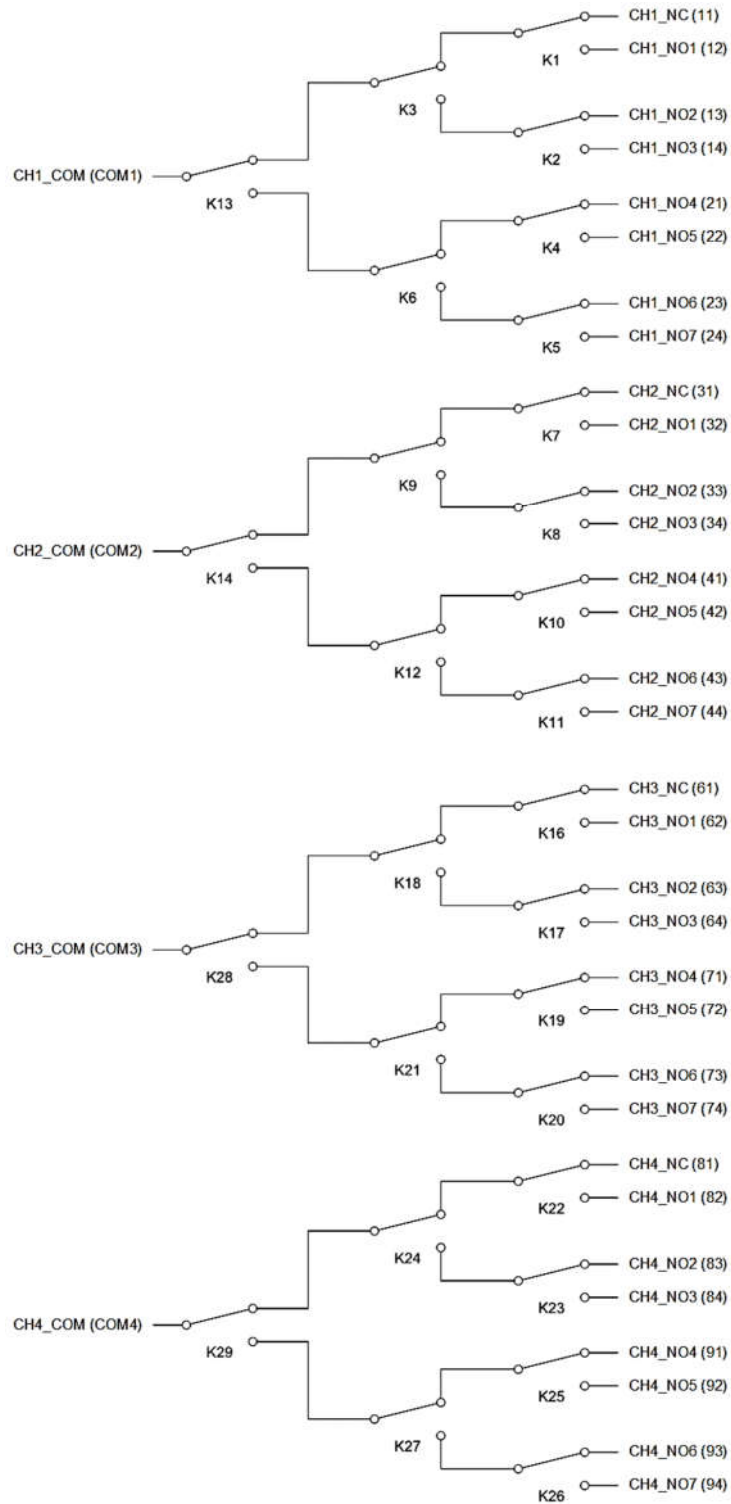 CH1_NC (11)
K1
CH1_NO1 (12)
K3
CH1_NO2 (13)
K2
CH1_NO3 (14)
CH1_COM (COM1)
K13
CH1_NO4 (21)
K4
CH1_NO5 (22)
K6
CH1_NO6 (23)
K5
CH1_NO7 (24)
CH2_NC (31)
K7
CH2_NO1 (32)
K9
CH2_NO2 (33)
K8
CH2_NO3 (34)
CH2_COM (COM2)
K14
CH2_NO4 (41)
K10
CH2_NO5 (42)
K12
CH2_NO6 (43)
K11
CH2_NO7 (44)
CH3_NC (61)
K16
CH3_NO1 (62)
K18
CH3_NO2 (63)
K17
CH3_NO3 (64)
CH3_COM (COM3)
K28
CH3_NO4 (71)
K19
CH3_NO5 (72)
K21
CH3_NO6 (73)
K20
CH3_NO7 (74)
CH4_NC (81)
K22
CH4_NO1 (82)
K24
CH4_NO2 (83)
K23
CH4_NO3 (84)
CH4_COM (COM4)
K29
CH4_NO4 (91)
K25
CH4_NO5 (92)
K27
CH4_NO6 (93)
K26
CH4_NO7 (94)